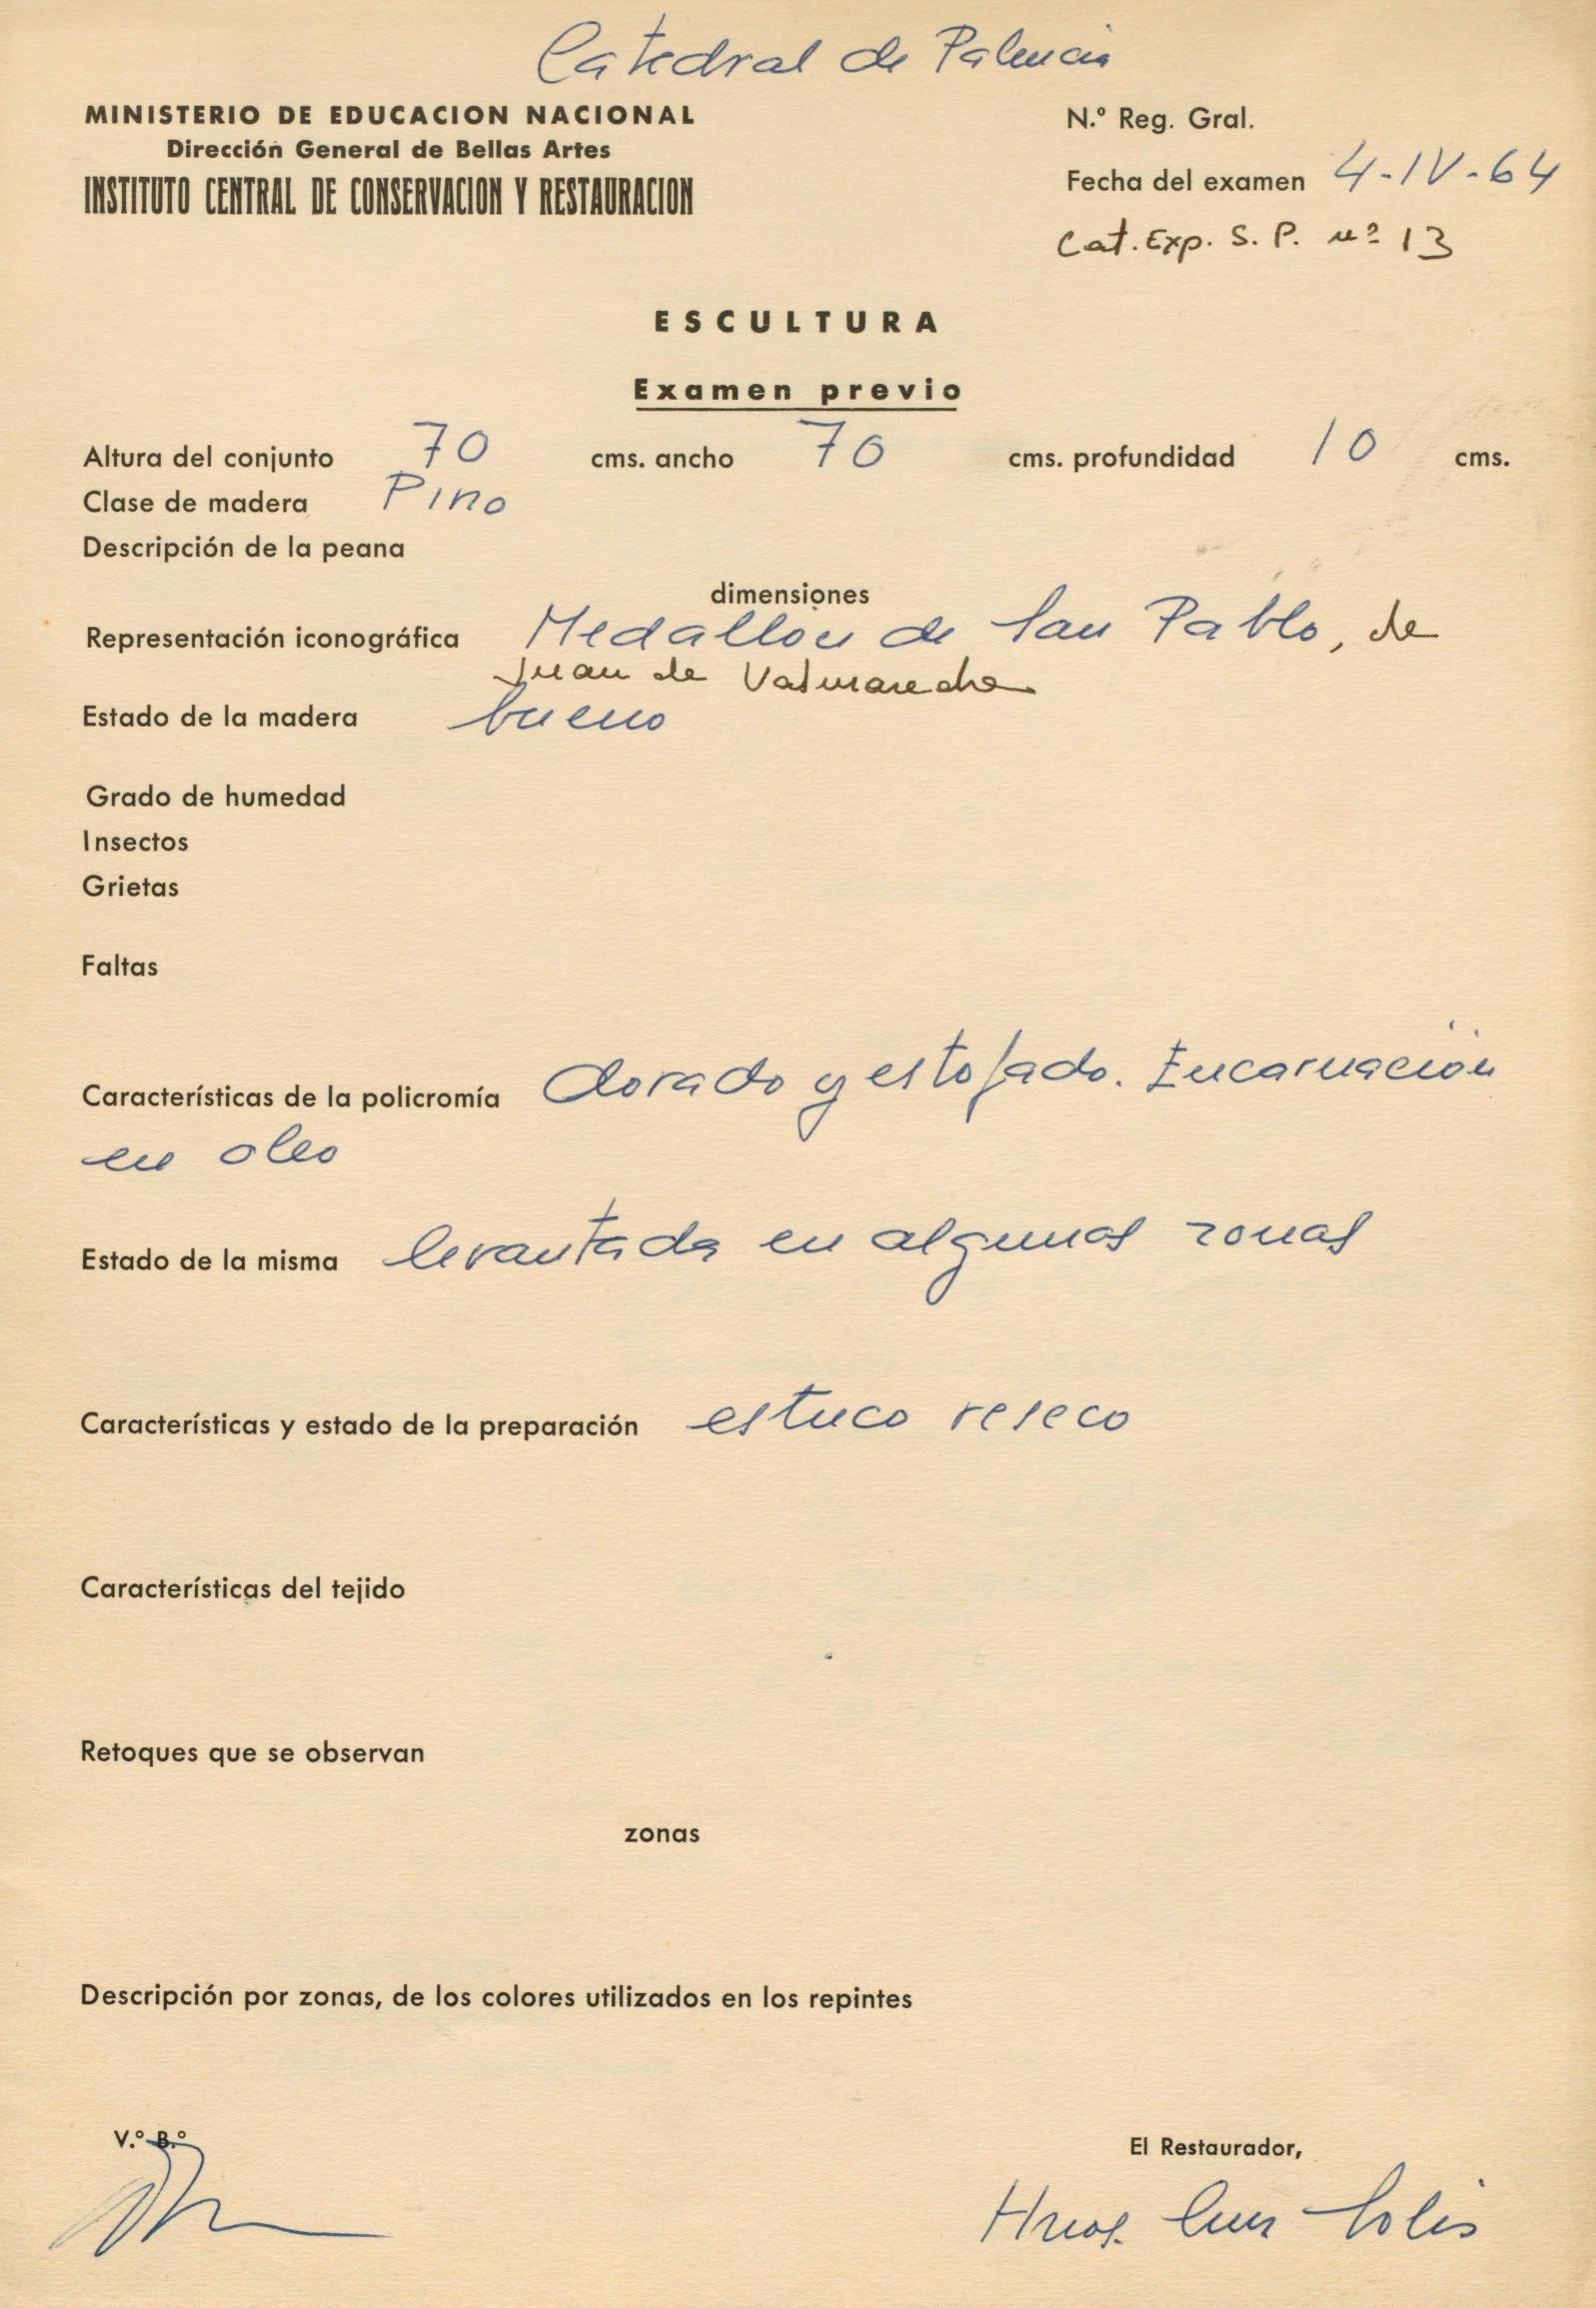 Catedral de Palencia
MINISTERIO DE EDUCACION NACIONAL
Dirección General de Bellas Artes
INSTITUTO CENTRAL DE CONSERVACION Y RESTAURACION
N.º Reg. Gral.
Fecha del examen 4-IV-64
Cat. Exp. S. P. nº 13
ESCULTURA
Examen previo
Altura del conjunto 70 cms. ancho 70 cms. profundidad 10 cms.
Clase de madera Pino
Descripción de la peana
dimensiones
Representación iconográfica Medallón de San Pablo, de
Juan de Valmaseda
Estado de la madera bueno
Grado de humedad
Insectos
Grietas
Faltas
Características de la policromía dorado y estofado. Encarnación
en oleo
Estado de la misma levantada en algunas zonas
Características y estado de la preparación estuco reseco
Características del tejido
Retoques que se observan
zonas
Descripción por zonas, de los colores utilizados en los repintes
V.º B.º
El Restaurador,
Hnos. Cruz Solís